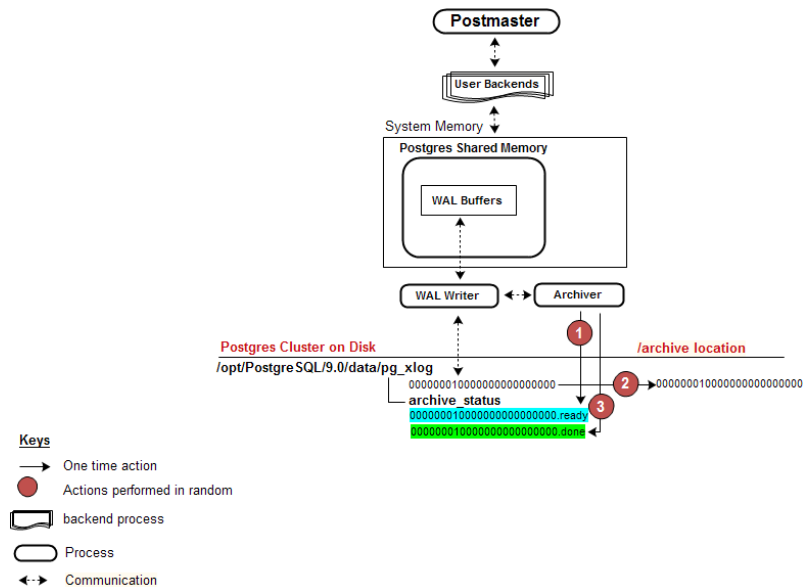 Postmaster
User Backends
System Memory
Postgres Shared Memory
WAL Buffers
WAL Writer
Archiver
1
Postgres Cluster on Disk
/archive location
/opt/PostgreSQL/9.0/data/pg_xlog
000000010000000000000000
2
000000010000000000000000
archive_status
3
000000010000000000000000.ready
000000010000000000000000.done
Keys
One time action
Actions performed in random
backend process
Process
Communication